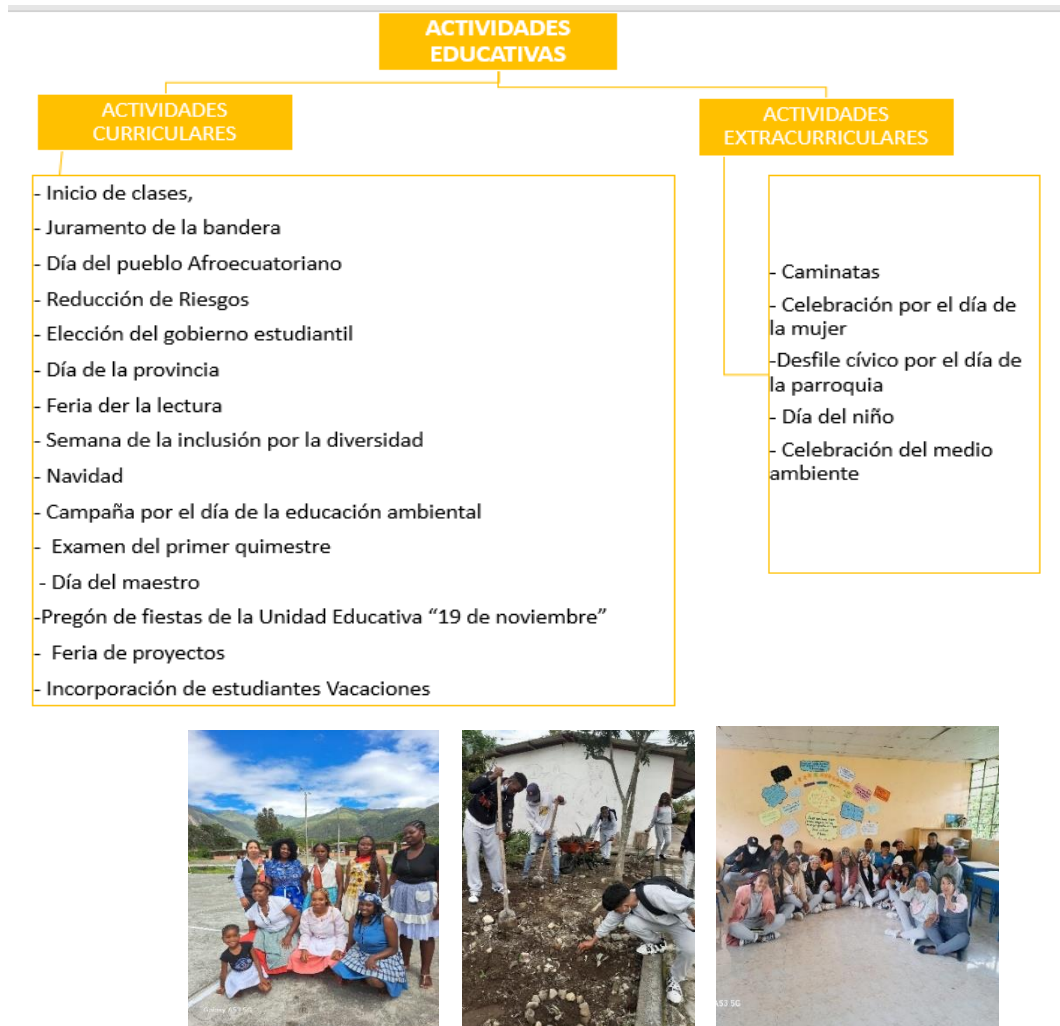 ACTIVIDADES
EDUCATIVAS
ACTIVIDADES
CURRICULARES
- Inicio de clases,
- Juramento de la bandera
- Día del pueblo Afroecuatoriano
- Reducción de Riesgos
- Elección del gobierno estudiantil
- Día de la provincia
- Feria der la lectura
- Semana de la inclusión por la diversidad
- Navidad
- Campaña por el día de la educación ambiental
- Examen del primer quimestre
- Día del maestro
-Pregón de fiestas de la Unidad Educativa “19 de noviembre”
- Feria de proyectos
- Incorporación de estudiantes Vacaciones
ACTIVIDADES
EXTRACURRICULARES
- Caminatas
- Celebración por el día de
la mujer
-Desfile cívico por el día de
la parroquia
- Día del niño
- Celebración del medio
ambiente
A53 5G